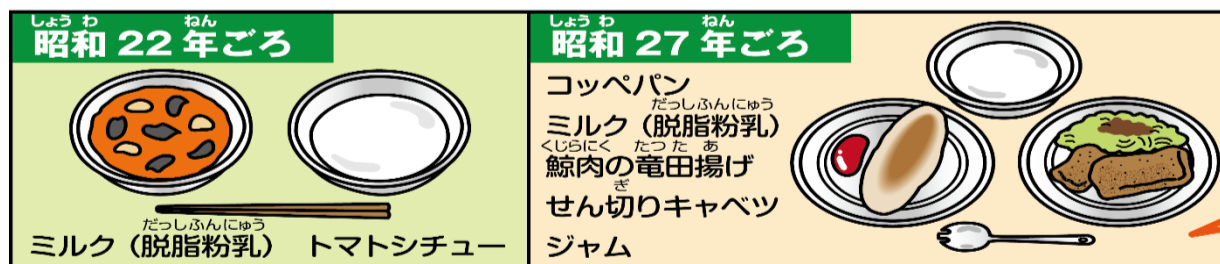 しょうわ ねん
昭和 22 年ごろ
だっしふんにゅう
ミルク（脱脂粉乳） トマトシチュー
しょうわ ねん
昭和 27 年ごろ
コッペパン
だっしふんにゅう
ミルク（脱脂粉乳）
くじらにく たつ た あ
鯨肉の竜田揚げ
ぎ
せん切りキャベツ
ジャム